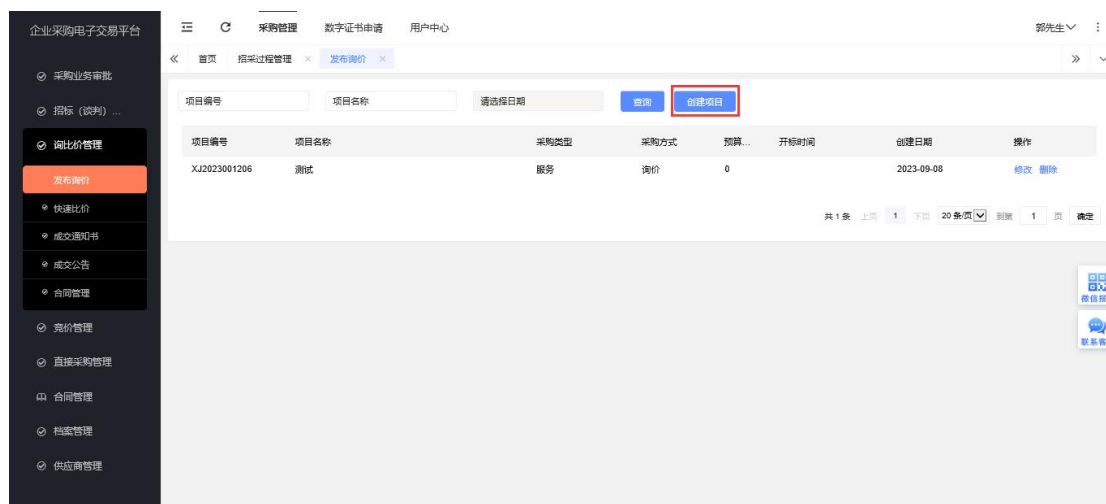 企业采购电子交易平台
采购管理 数字证书申请 用户中心 郭先生
首页 招采过程管理 × 发布询价 ×
采购业务审批
招标（谈判）...
询比价管理
发布询价
快速比价
成交通知书
成交公告
合同管理
竞价管理
直接采购管理
合同管理
档案管理
供应商管理
项目编号 项目名称 请选择日期 查询 创建项目
项目编号 项目名称 采购类型 采购方式 预算... 开标时间 创建日期 操作
XJ2023001206 测试 服务 询价 0 2023-09-08 修改 删除
共 1 条 上页 1 下页 20 条/页 到第 1 页 确定
微信
联系客